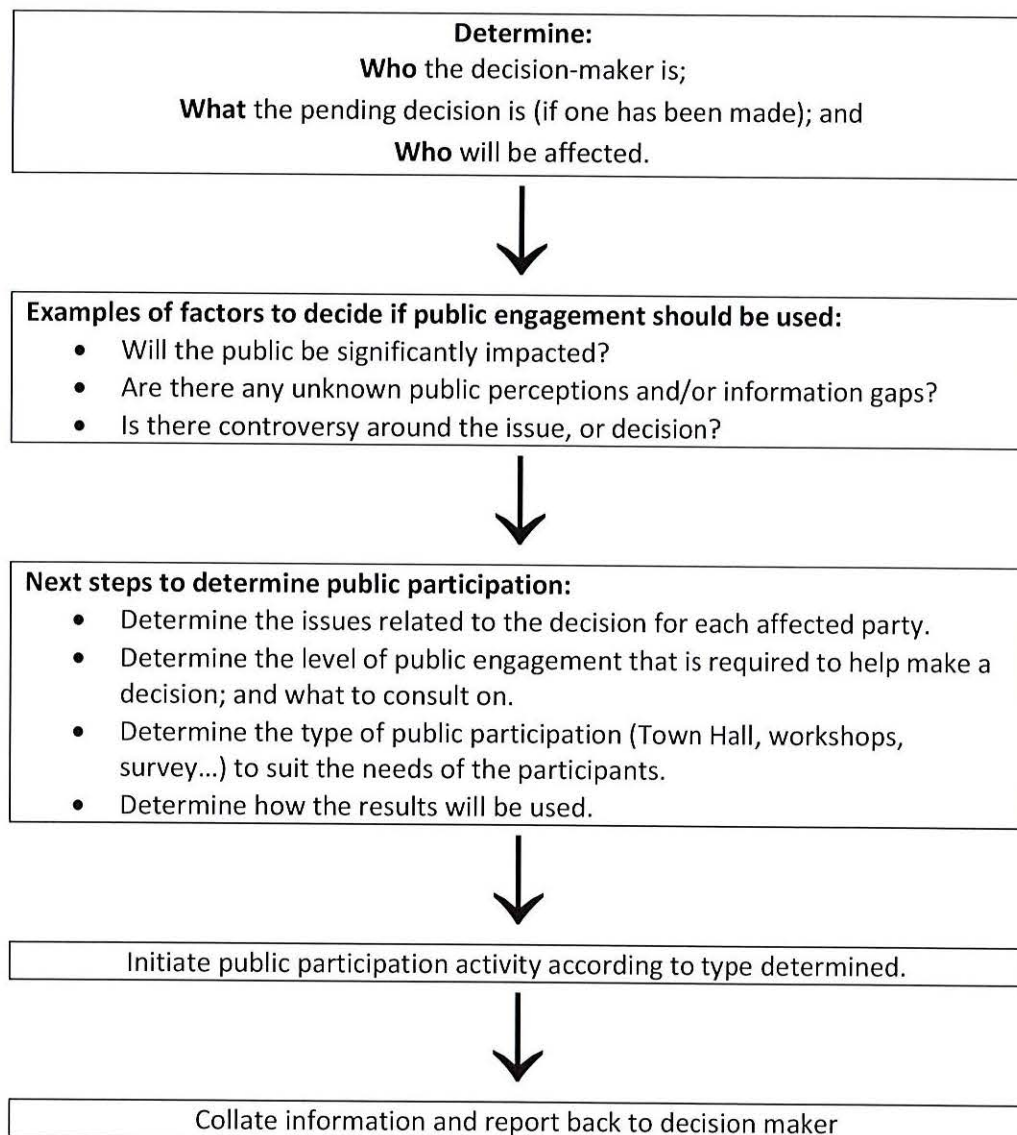 Determine:
Who the decision-maker is;
What the pending decision is (if one has been made); and
Who will be affected.
Examples of factors to decide if public engagement should be used:
• Will the public be significantly impacted?
• Are there any unknown public perceptions and/or information gaps?
• Is there controversy around the issue, or decision?
Next steps to determine public participation:
• Determine the issues related to the decision for each affected party.
• Determine the level of public engagement that is required to help make a
decision; and what to consult on.
• Determine the type of public participation (Town Hall, workshops,
survey...) to suit the needs of the participants.
• Determine how the results will be used.
Initiate public participation activity according to type determined.
Collate information and report back to decision maker